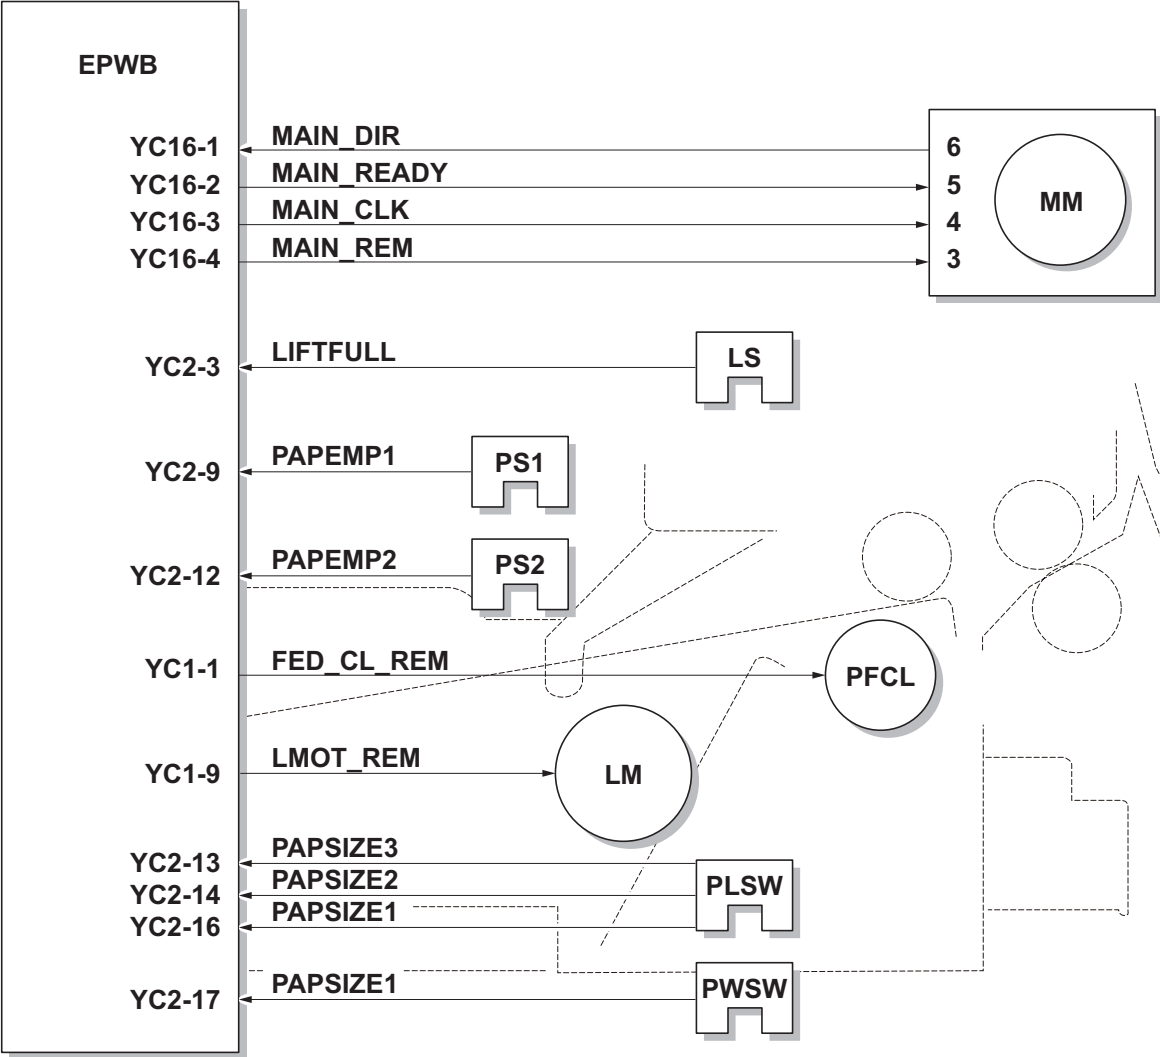 EPWB
YC16-1 MAIN_DIR 6
YC16-2 MAIN_READY 5
YC16-3 MAIN_CLK 4
YC16-4 MAIN_REM 3
MM
YC2-3 LIFTFULL LS
YC2-9 PAPEMP1 PS1
YC2-12 PAPEMP2 PS2
YC1-1 FED_CL_REM PFCL
YC1-9 LMOT_REM LM
YC2-13 PAPSIZE3
YC2-14 PAPSIZE2 PLSW
YC2-16 PAPSIZE1
YC2-17 PAPSIZE1 PWSW